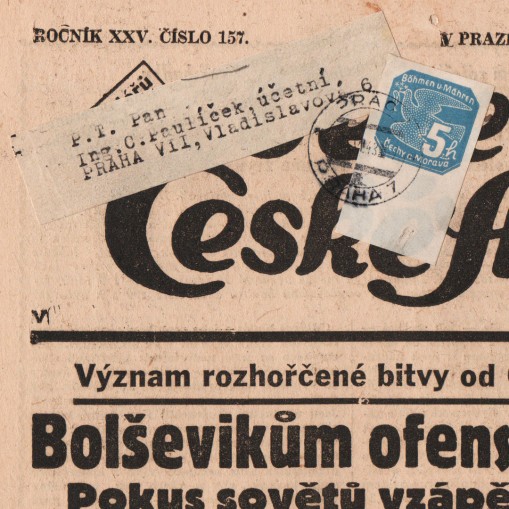 ROČNÍK XXV. ČÍSLO 157.
V PRAZ
P.T. Pan
Ing.C.Paulíček,účetní,
PRAHA VII,Vladislavova 6.
Böhmen u Mähren
5h
Čechy a Morava
PRAHA 7
České
V
Význam rozhořčené bitvy od
Bolševikům ofens
Pokus sovětů vzápě